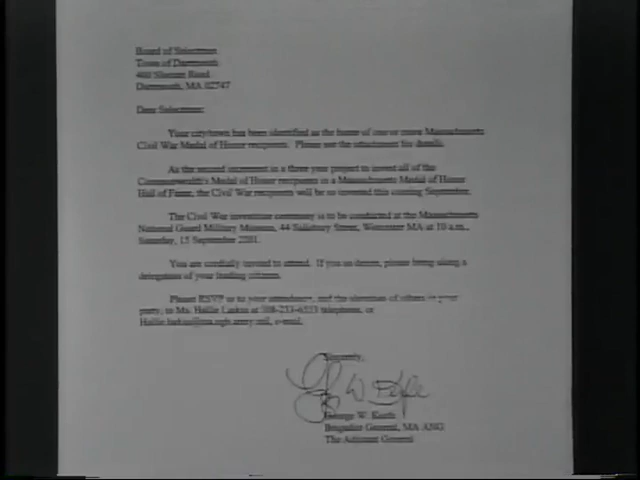 Board of Selectmen
Town of Dartmouth
400 Slocum Road
Dartmouth, MA 02747
Dear Selectmen:
Your city/town has been identified as the home of one or more Massachusetts
Civil War Medal of Honor recipients. Please see the attachment for details.
As the second increment in a three year project to invest all of the
Commonwealth's Medal of Honor recipients in a Massachusetts Medal of Honor
Hall of Fame, the Civil War recipients will be so invested this coming September.
The Civil War investiture ceremony is to be conducted at the Massachusetts
National Guard Military Museum, 44 Salisbury Street, Worcester MA at 10 a.m.,
Saturday, 15 September 2001.
You are cordially invited to attend. If you so desire, please bring along a
delegation of your leading citizens.
Please RSVP as to your attendance, and the attendance of others in your
party, to Ms. Hallie at telephone, or
e-mail.
Sincerely,
George W. Keefe
Brigadier General, MA ANG
The Adjutant General